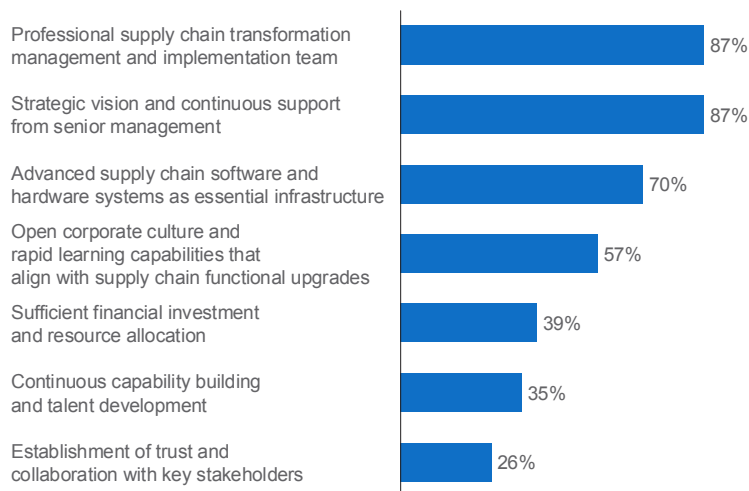 Professional supply chain transformation
management and implementation team
87%
Strategic vision and continuous support
from senior management
87%
Advanced supply chain software and
hardware systems as essential infrastructure
70%
Open corporate culture and
rapid learning capabilities that
align with supply chain functional upgrades
57%
Sufficient financial investment
and resource allocation
39%
Continuous capability building
and talent development
35%
Establishment of trust and
collaboration with key stakeholders
26%